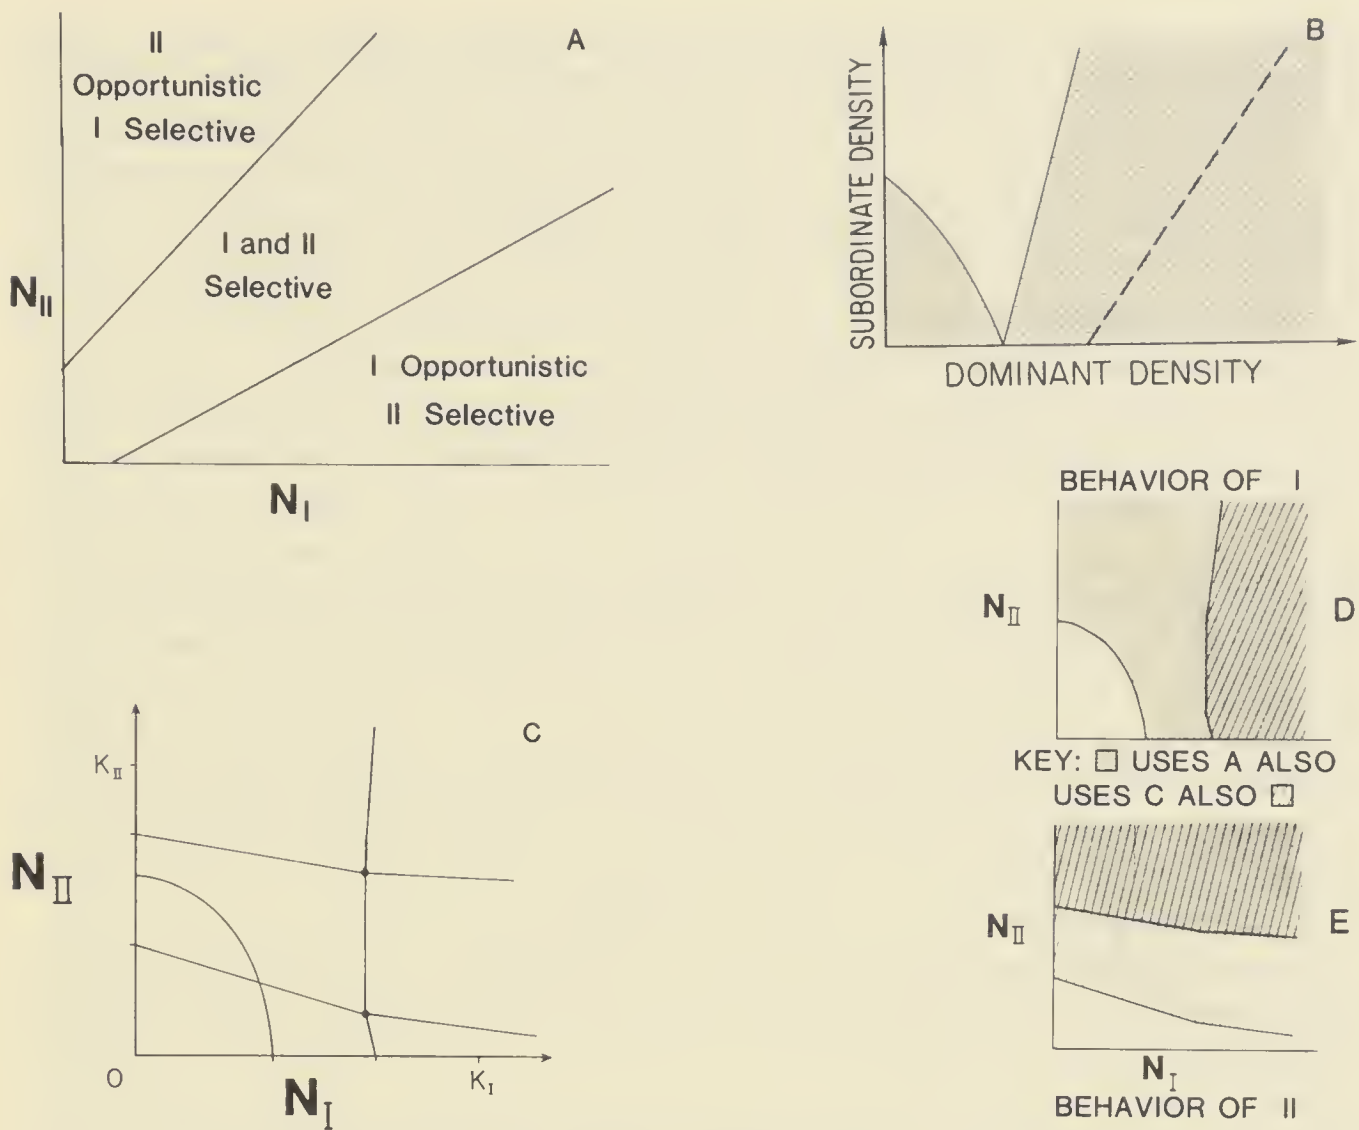 A
II
Opportunistic
I Selective
I and II
Selective
I Opportunistic
II Selective
N_II
N_I
B
SUBORDINATE DENSITY
DOMINANT DENSITY
C
K_II
N_II
O
K_I
N_I
BEHAVIOR OF I
N_II
D
KEY: □ USES A ALSO
USES C ALSO □
N_II
E
N_I
BEHAVIOR OF II